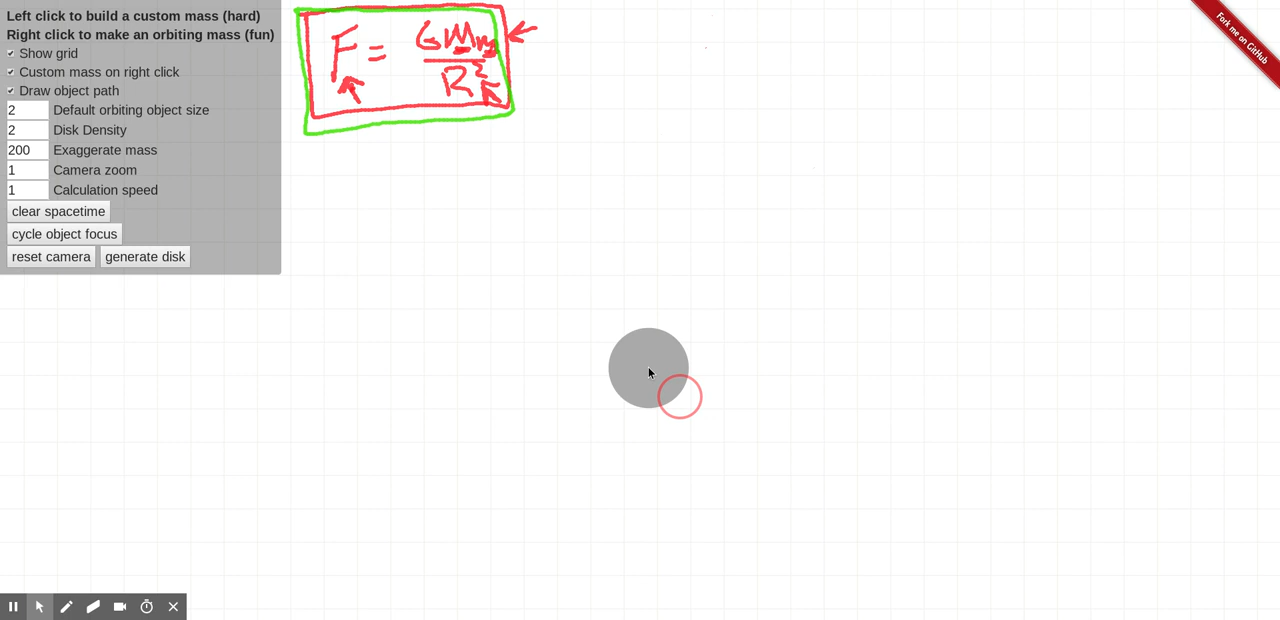 Left click to build a custom mass (hard)
Right click to make an orbiting mass (fun)
Show grid
Custom mass on right click
Draw object path
2 Default orbiting object size
2 Disk Density
200 Exaggerate mass
1 Camera zoom
1 Calculation speed
clear spacetime
cycle object focus
reset camera generate disk
F = GMm
R²
Fork me on GitHub